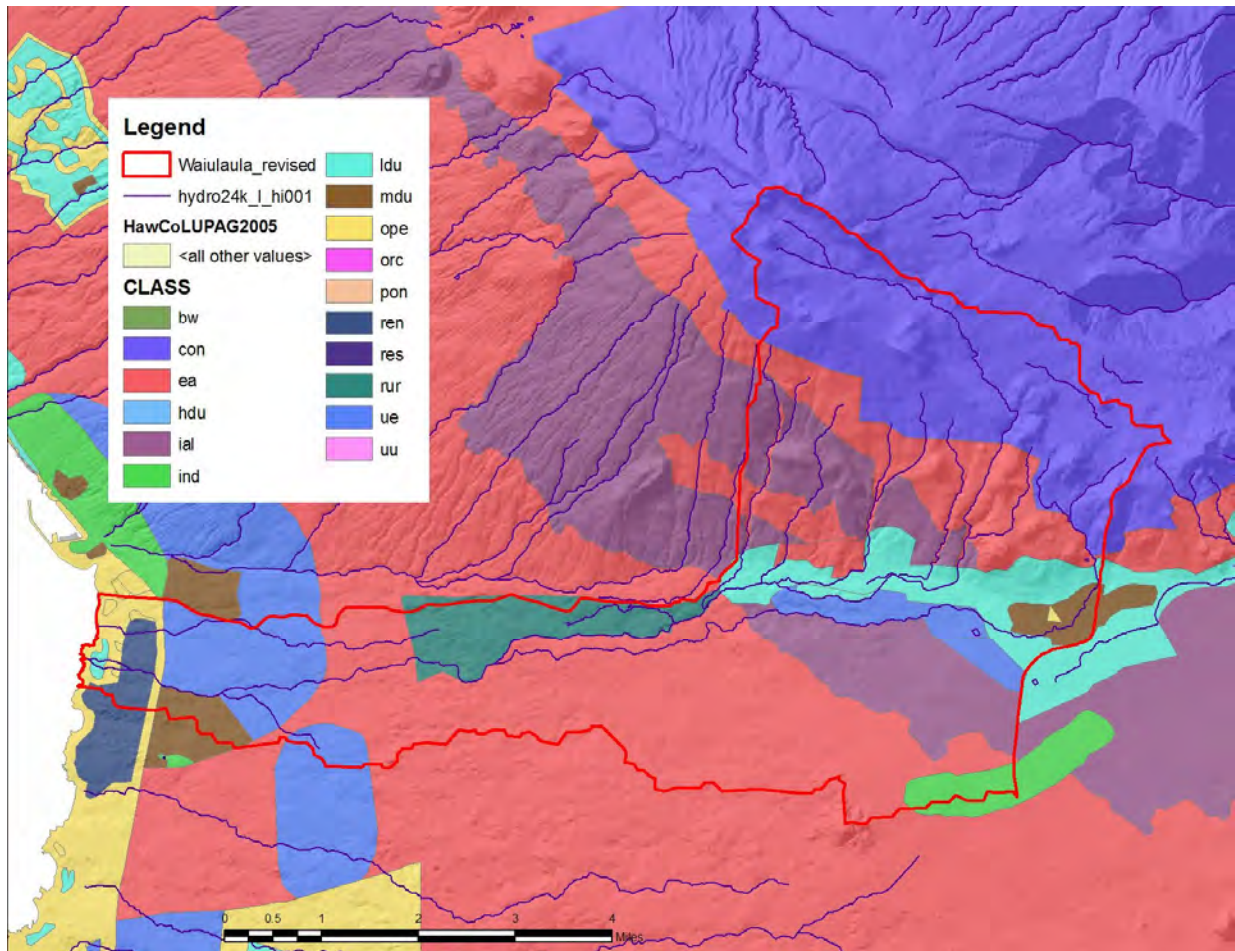 Legend
Waiulaula_revised
hydro24k_l_hi001
HawCoLUPAG2005
<all other values>
CLASS
bw
con
ea
hdu
ial
ind
ldu
mdu
ope
orc
pon
ren
res
rur
ue
uu
0 0.5 1 2 3 4
Miles